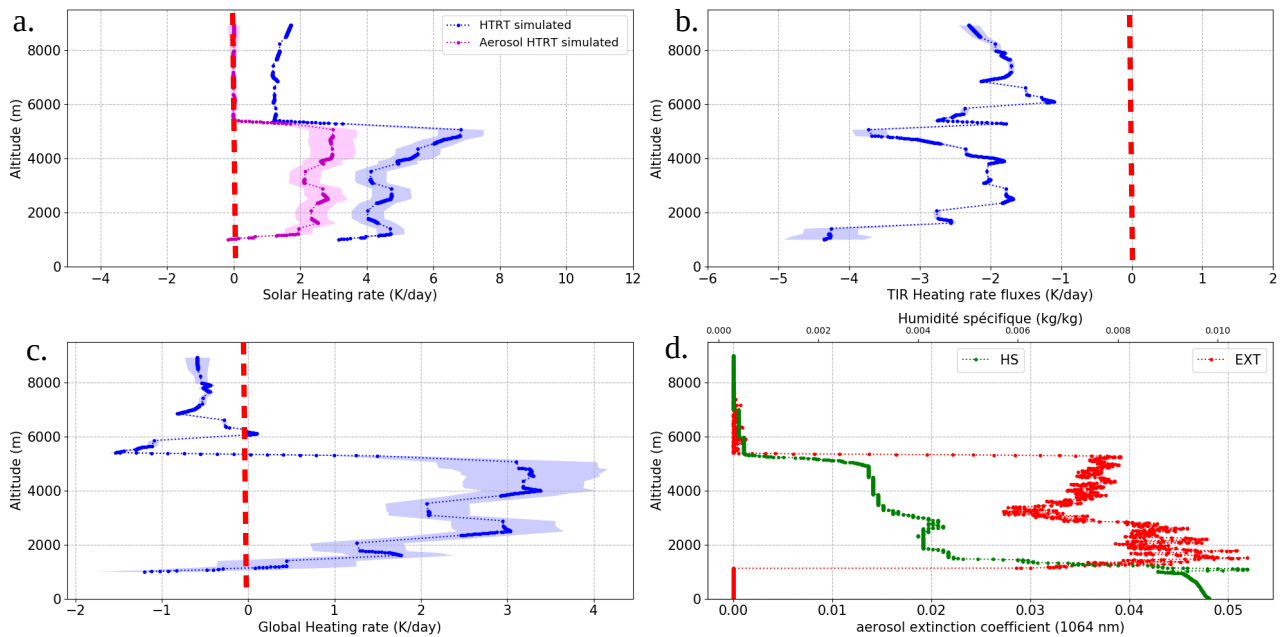 a.
HTRT simulated
Aerosol HTRT simulated
8000
6000
4000
2000
0
Altitude (m)
−4 −2 0 2 4 6 8 10 12
Solar Heating rate (K/day)
b.
8000
6000
4000
2000
0
Altitude (m)
−6 −5 −4 −3 −2 −1 0 1 2
TIR Heating rate fluxes (K/day)
c.
8000
6000
4000
2000
0
Altitude (m)
−2 −1 0 1 2 3 4
Global Heating rate (K/day)
d.
Humidité spécifique (kg/kg)
0.000 0.002 0.004 0.006 0.008 0.010
HS
EXT
8000
6000
4000
2000
0
Altitude (m)
0.00 0.01 0.02 0.03 0.04 0.05
aerosol extinction coefficient (1064 nm)